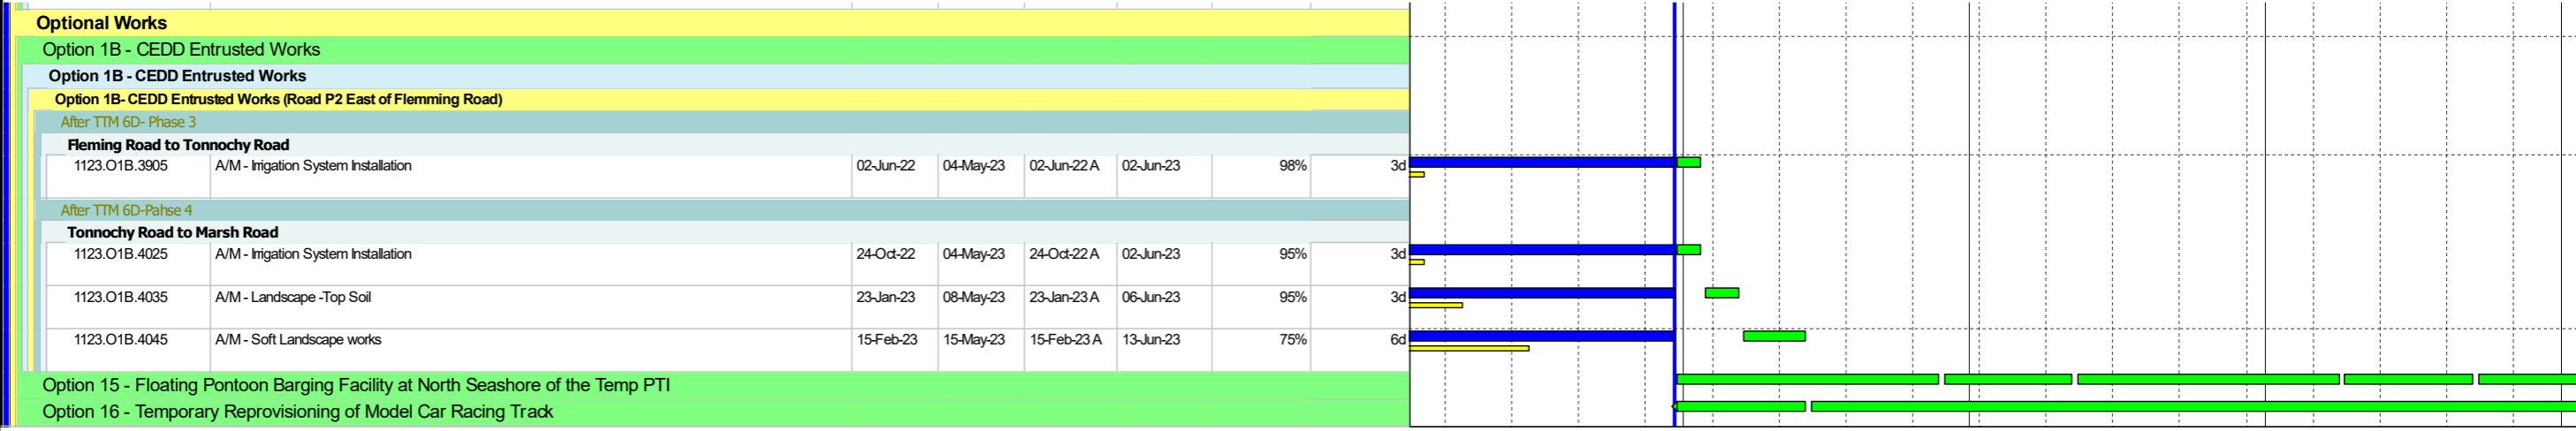 Optional Works
Option 1B - CEDD Entrusted Works
Option 1B - CEDD Entrusted Works
Option 1B- CEDD Entrusted Works (Road P2 East of Flemming Road)
After TTM 6D- Phase 3
Fleming Road to Tonnochy Road
1123.O1B.3905 A/M - Irrigation System Installation 02-Jun-22 04-May-23 02-Jun-22 A 02-Jun-23 98% 3d
After TTM 6D-Pahse 4
Tonnochy Road to Marsh Road
1123.O1B.4025 A/M - Irrigation System Installation 24-Oct-22 04-May-23 24-Oct-22 A 02-Jun-23 95% 3d
1123.O1B.4035 A/M - Landscape -Top Soil 23-Jan-23 08-May-23 23-Jan-23 A 06-Jun-23 95% 3d
1123.O1B.4045 A/M - Soft Landscape works 15-Feb-23 15-May-23 15-Feb-23 A 13-Jun-23 75% 6d
Option 15 - Floating Pontoon Barging Facility at North Seashore of the Temp PTI
Option 16 - Temporary Reprovisioning of Model Car Racing Track